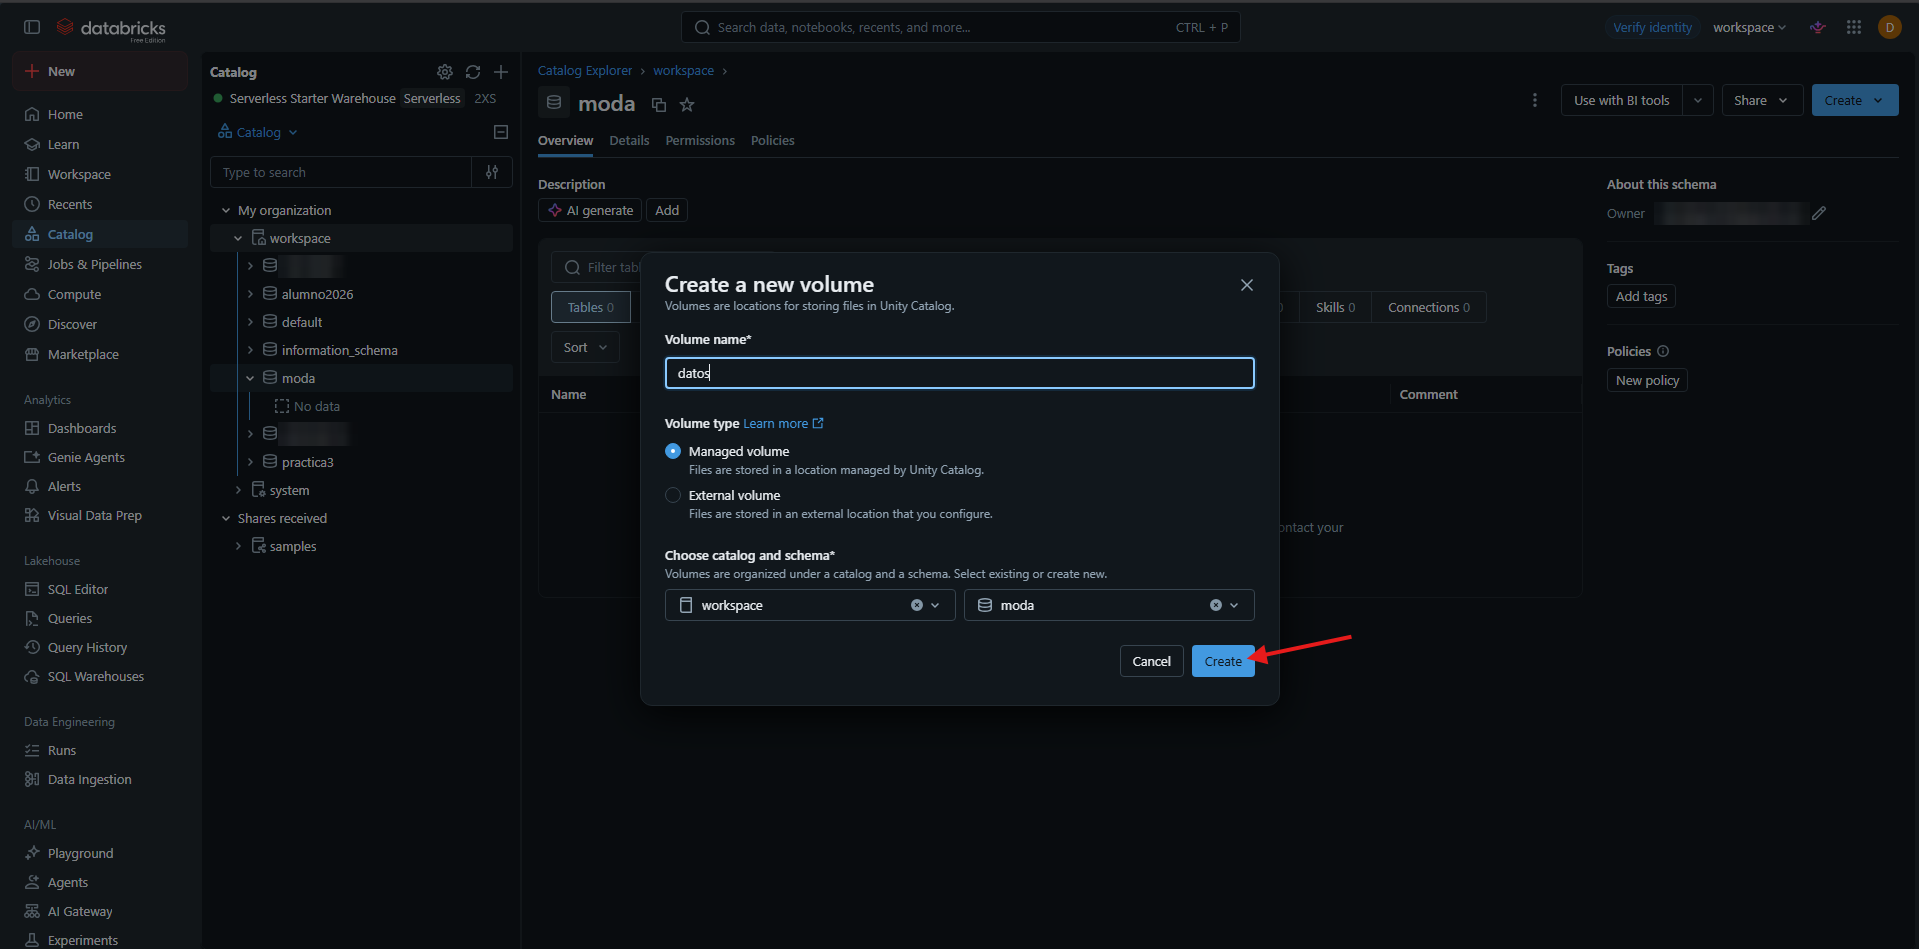 databricks
Free Edition
Search data, notebooks, recents, and more...
CTRL + P
Verify identity
workspace
D
New
Home
Learn
Workspace
Recents
Catalog
Jobs & Pipelines
Compute
Discover
Marketplace
Analytics
Dashboards
Genie Agents
Alerts
Visual Data Prep
Lakehouse
SQL Editor
Queries
Query History
SQL Warehouses
Data Engineering
Runs
Data Ingestion
AI/ML
Playground
Agents
AI Gateway
Experiments
Catalog
Serverless Starter Warehouse Serverless 2XS
Catalog
Type to search
My organization
workspace
alumno2026
default
information_schema
moda
No data
practica3
system
Shares received
samples
Catalog Explorer > workspace >
moda
Use with BI tools
Share
Create
Overview Details Permissions Policies
Description
AI generate Add
Filter tab
Tables 0
0
Skills 0
Connections 0
Sort
Name
Comment
ontact your
About this schema
Owner
Tags
Add tags
Policies
New policy
Create a new volume
Volumes are locations for storing files in Unity Catalog.
Volume name*
datos
Volume type Learn more
Managed volume
Files are stored in a location managed by Unity Catalog.
External volume
Files are stored in an external location that you configure.
Choose catalog and schema*
Volumes are organized under a catalog and a schema. Select existing or create new.
workspace
moda
Cancel
Create